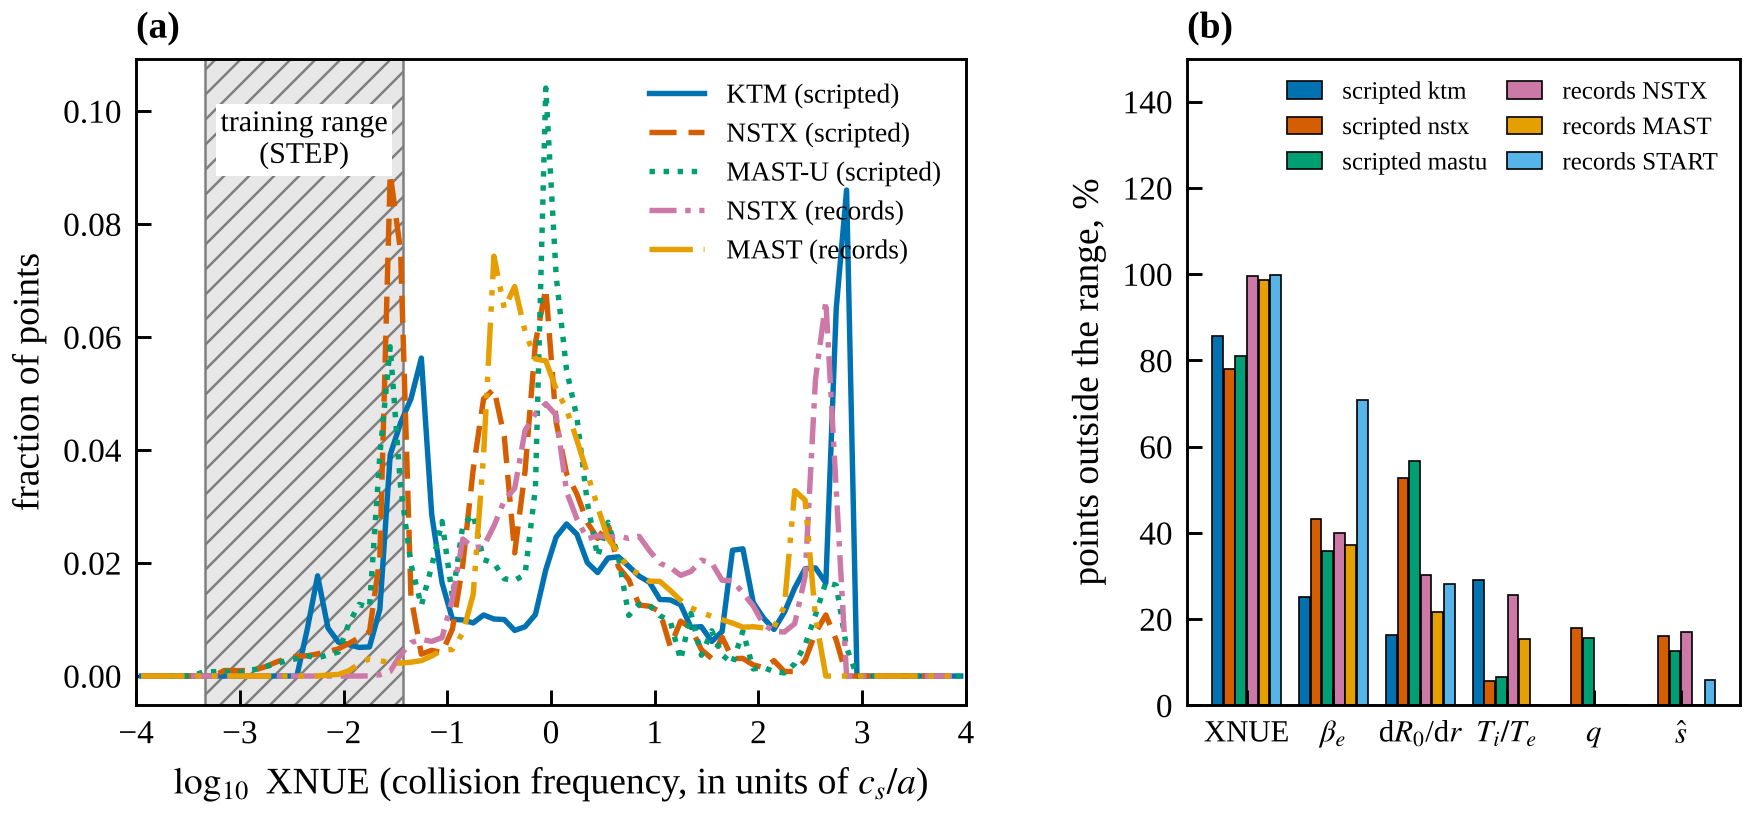 (a)
training range
(STEP)
KTM (scripted)
NSTX (scripted)
MAST-U (scripted)
NSTX (records)
MAST (records)
0.10
0.08
0.06
0.04
0.02
0.00
fraction of points
−4 −3 −2 −1 0 1 2 3 4
log₁₀ XNUE (collision frequency, in units of cₛ/a)
(b)
scripted ktm
scripted nstx
scripted mastu
records NSTX
records MAST
records START
140
120
100
80
60
40
20
0
points outside the range, %
XNUE βₑ dR₀/dr Tᵢ/Tₑ q ŝ